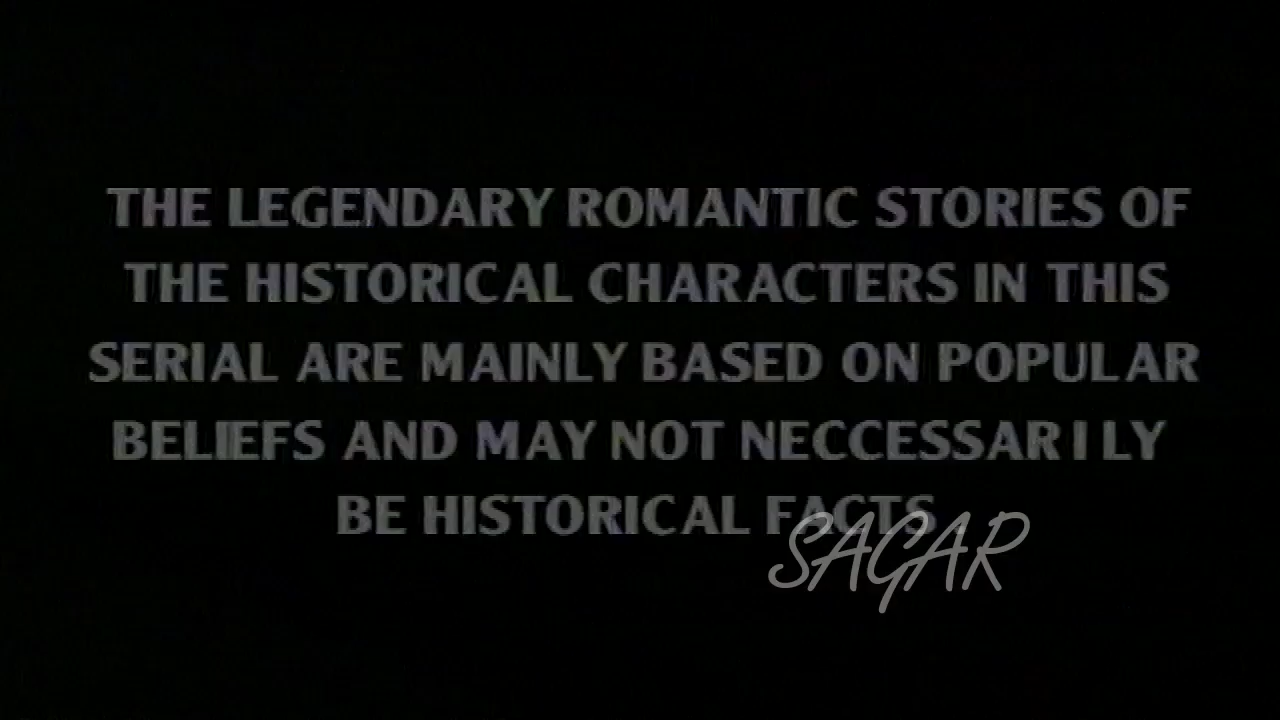 THE LEGENDARY ROMANTIC STORIES OF
THE HISTORICAL CHARACTERS IN THIS
SERIAL ARE MAINLY BASED ON POPULAR
BELIEFS AND MAY NOT NECCESSARILY
BE HISTORICAL FACTS.
SAGAR